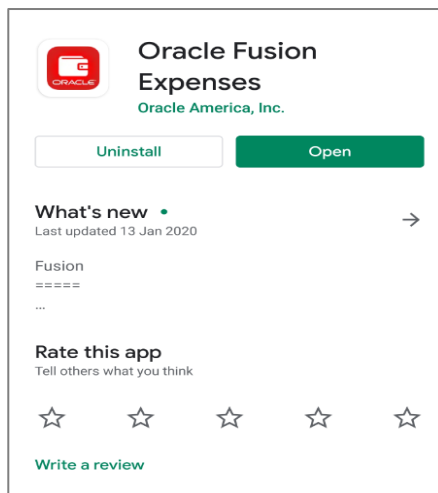 Oracle Fusion
Expenses
ORACLE
Oracle America, Inc.
Uninstall
Open
What's new •
Last updated 13 Jan 2020
Fusion
=====
...
Rate this app
Tell others what you think
Write a review